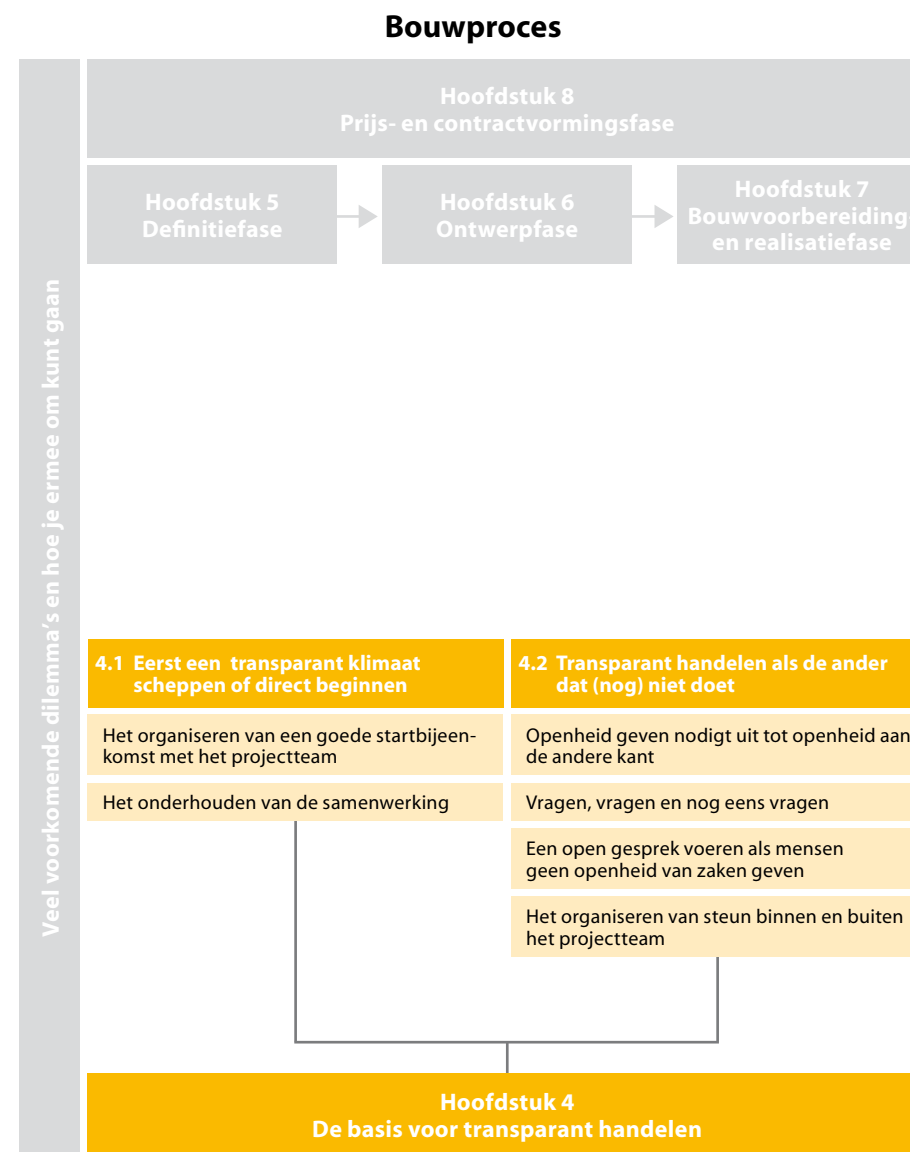 Bouwproces
Hoofdstuk 8
Prijs- en contractvormingsfase
Hoofdstuk 5
Definitiefase
Hoofdstuk 6
Ontwerpfase
Hoofdstuk 7
Bouwvoorbereiding
en realisatiefase
Veel voorkomende dilemma's en hoe je ermee om kunt gaan
4.1 Eerst een transparant klimaat
scheppen of direct beginnen
Het organiseren van een goede startbijeen-
komst met het projectteam
Het onderhouden van de samenwerking
4.2 Transparant handelen als de ander
dat (nog) niet doet
Openheid geven nodigt uit tot openheid aan
de andere kant
Vragen, vragen en nog eens vragen
Een open gesprek voeren als mensen
geen openheid van zaken geven
Het organiseren van steun binnen en buiten
het projectteam
Hoofdstuk 4
De basis voor transparant handelen